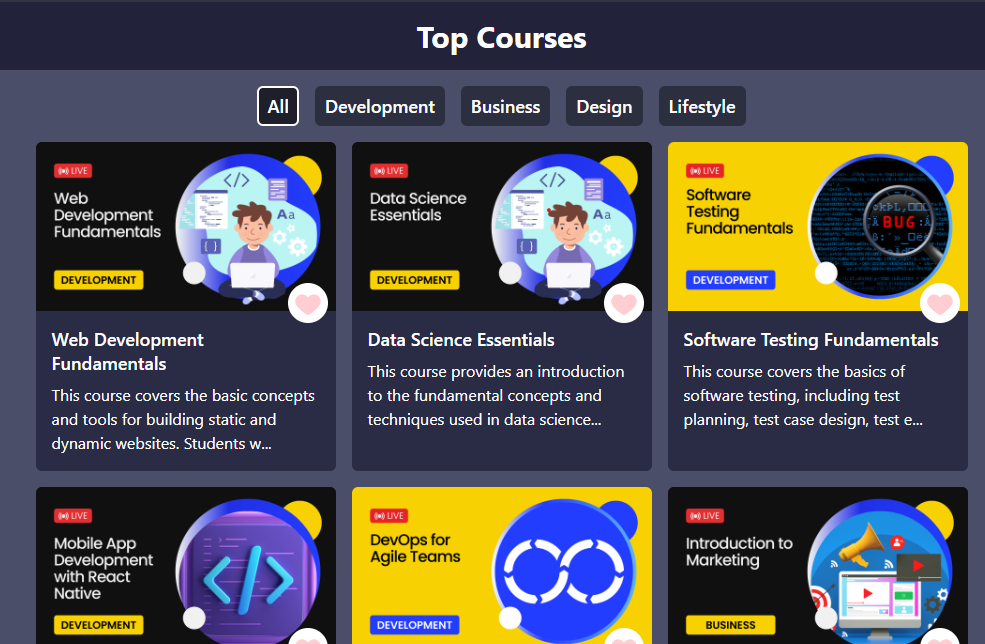 Top Courses
All
Development
Business
Design
Lifestyle
LIVE
Web
Development
Fundamentals
</>
Aa
{ }
DEVELOPMENT
Web Development
Fundamentals
This course covers the basic concepts
and tools for building static and
dynamic websites. Students w...
LIVE
Data Science
Essentials
</>
Aa
{ }
DEVELOPMENT
Data Science Essentials
This course provides an introduction
to the fundamental concepts and
techniques used in data science...
LIVE
Software
Testing
Fundamentals
BUG
DEVELOPMENT
Software Testing Fundamentals
This course covers the basics of
software testing, including test
planning, test case design, test e...
LIVE
Mobile App
Development
with React
Native
</>
DEVELOPMENT
LIVE
DevOps for
Agile Teams
DEVELOPMENT
LIVE
Introduction to
Marketing
BUSINESS